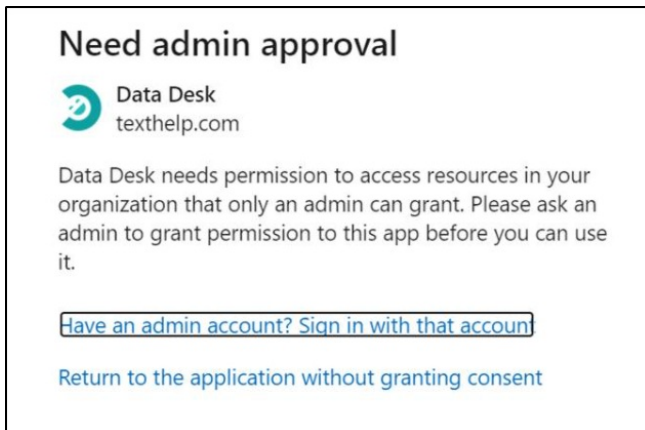 Need admin approval
Data Desk
texthelp.com
Data Desk needs permission to access resources in your
organization that only an admin can grant. Please ask an
admin to grant permission to this app before you can use
it.
Have an admin account? Sign in with that account
Return to the application without granting consent